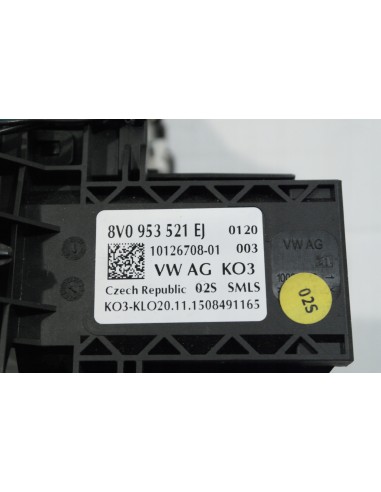 8V0 953 521 EJ 0120
10126708-01 003
VW AG KO3
Czech Republic 02S SMLS
KO3-KLO20.11.1508491165
VW AG
02S